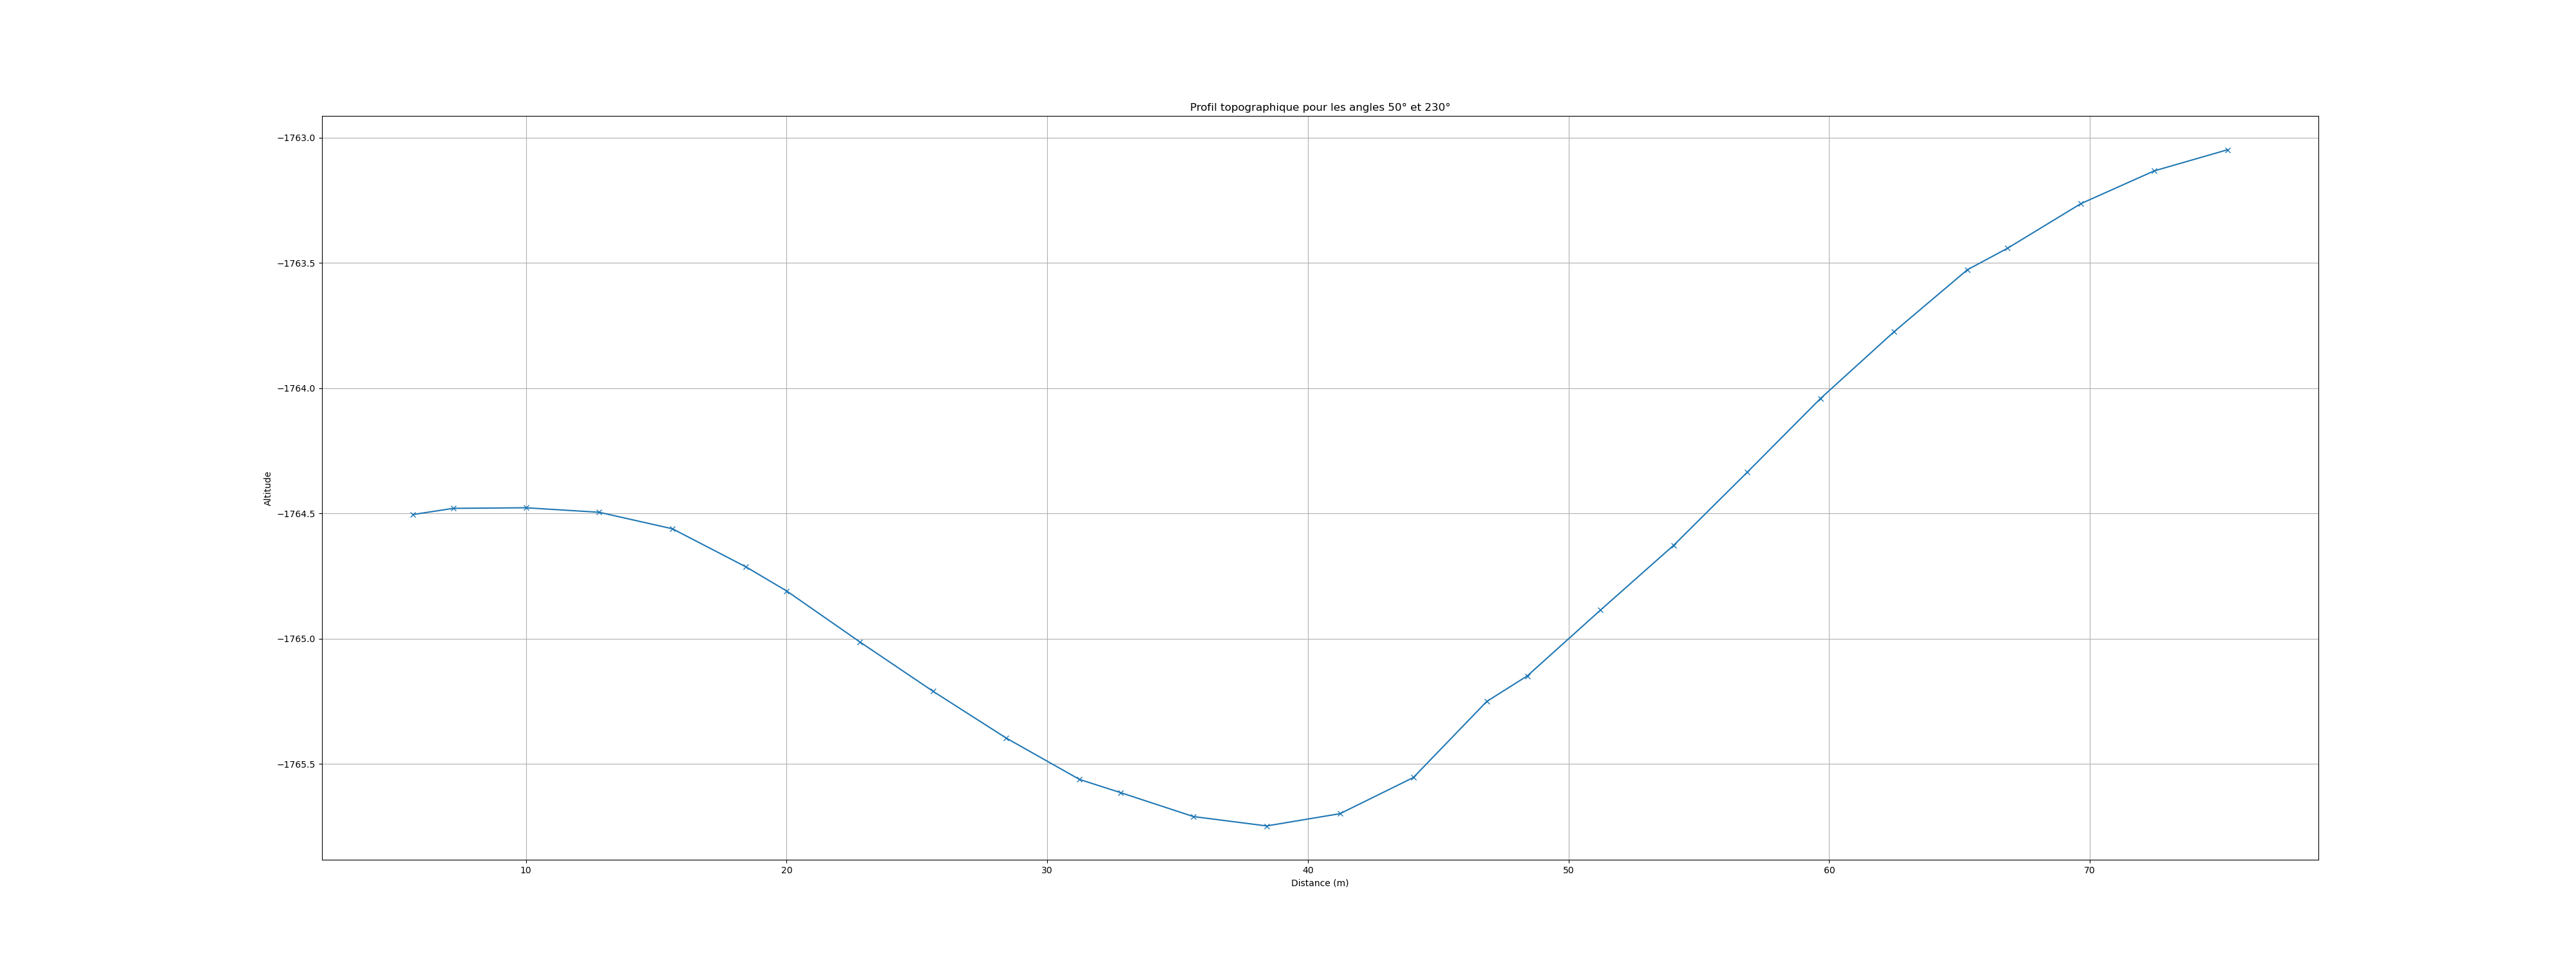 Profil topographique pour les angles 50° et 230°
−1763.0
−1763.5
−1764.0
−1764.5
−1765.0
−1765.5
Altitude
10 20 30 40 50 60 70
Distance (m)